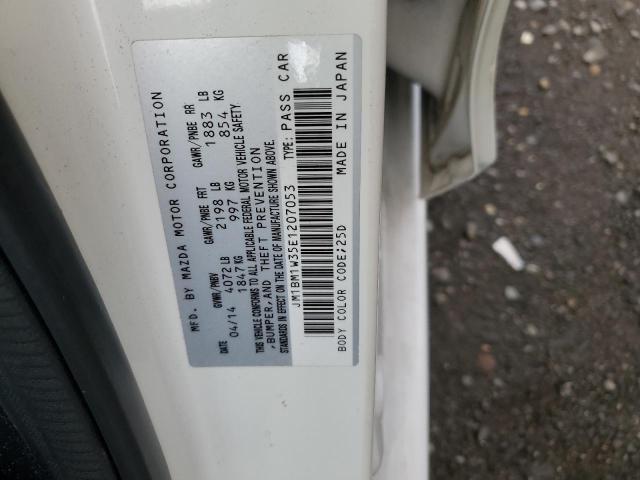 MFD. BY MAZDA MOTOR CORPORATION
GVWR/PNBV GAWR/PNBE FRT GAWR/PNBE RR
DATE
04/14 4072 LB 2198 LB 1883 LB
1847 KG 997 KG 854 KG
THIS VEHICLE CONFORMS TO ALL APPLICABLE FEDERAL MOTOR VEHICLE SAFETY
,BUMPER,AND THEFT PREVENTION
STANDARDS IN EFFECT ON THE DATE OF MANUFACTURE SHOWN ABOVE.
JM1BM1W35E1207053 TYPE: PASS CAR
BODY COLOR CODE:25D MADE IN JAPAN